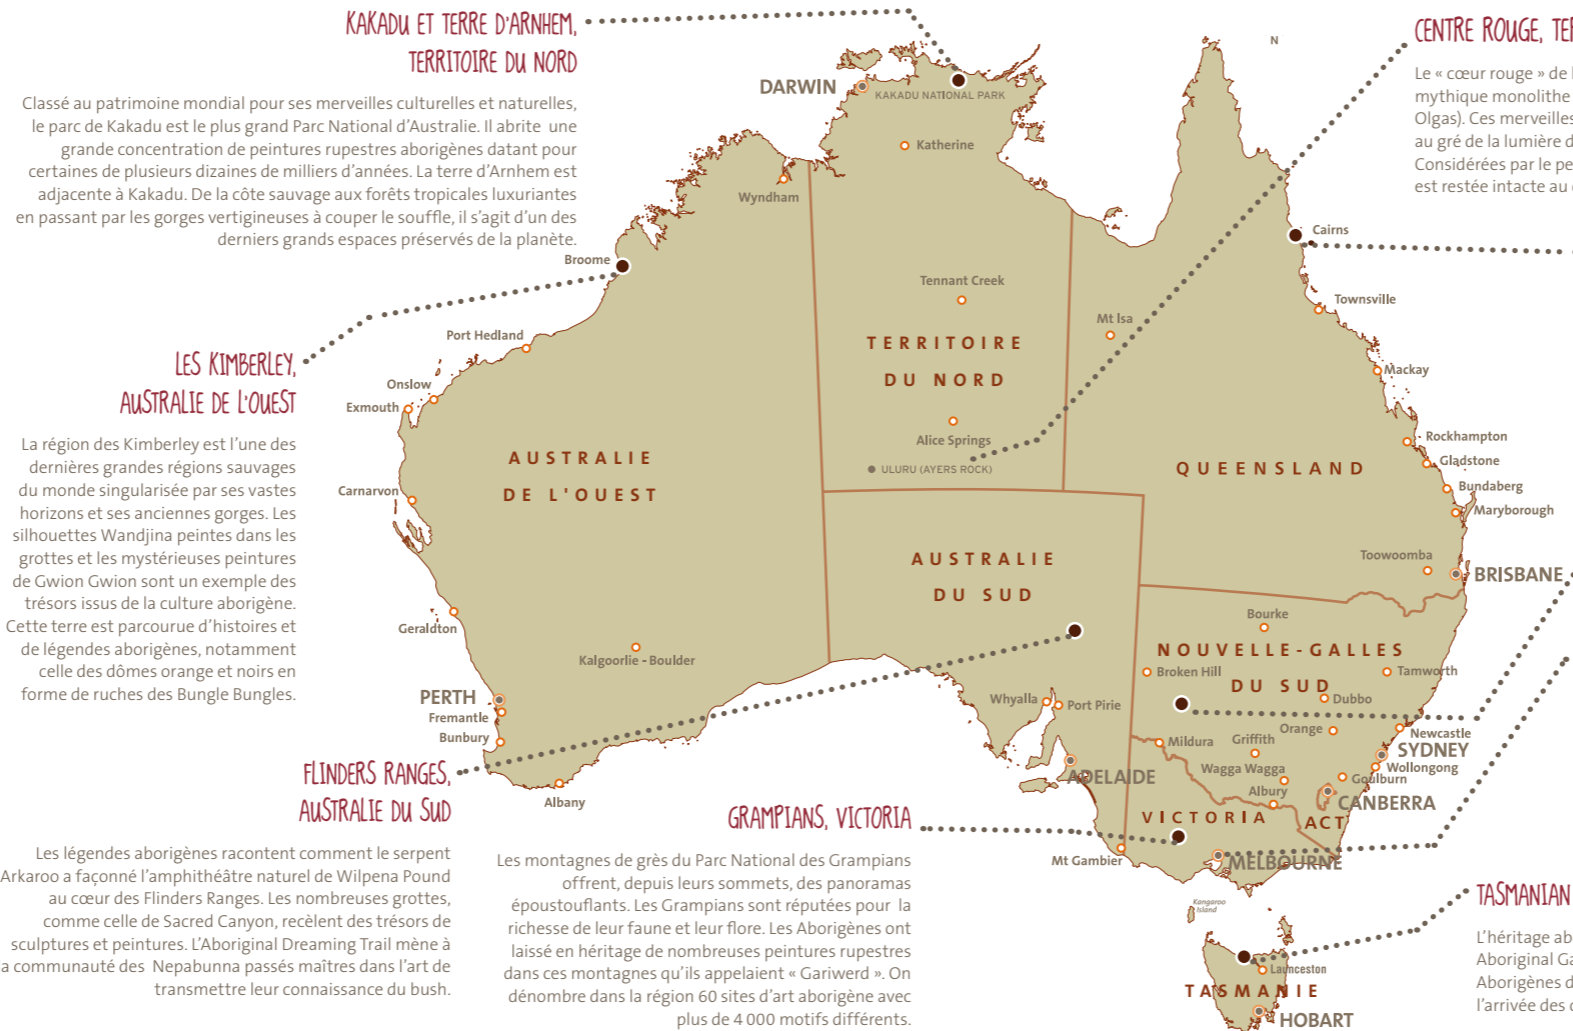 KAKADU ET TERRE D'ARNHEM,
TERRITOIRE DU NORD
Classé au patrimoine mondial pour ses merveilles culturelles et naturelles,
le parc de Kakadu est le plus grand Parc National d'Australie. Il abrite une
grande concentration de peintures rupestres aborigènes datant pour
certaines de plusieurs dizaines de milliers d'années. La terre d'Arnhem est
adjacente à Kakadu. De la côte sauvage aux forêts tropicales luxuriantes
en passant par les gorges vertigineuses à couper le souffle, il s'agit d'un des
derniers grands espaces préservés de la planète.
LES KIMBERLEY,
AUSTRALIE DE L'OUEST
La région des Kimberley est l'une des
dernières grandes régions sauvages
du monde singularisée par ses vastes
horizons et ses anciennes gorges. Les
silhouettes Wandjina peintes dans les
grottes et les mystérieuses peintures
de Gwion Gwion sont un exemple des
trésors issus de la culture aborigène.
Cette terre est parcourue d'histoires et
de légendes aborigènes, notamment
celle des dômes orange et noirs en
forme de ruches des Bungle Bungles.
FLINDERS RANGES,
AUSTRALIE DU SUD
Les légendes aborigènes racontent comment le serpent
Arkaroo a façonné l'amphithéâtre naturel de Wilpena Pound
au cœur des Flinders Ranges. Les nombreuses grottes,
comme celle de Sacred Canyon, recèlent des trésors de
sculptures et peintures. L'Aboriginal Dreaming Trail mène à
a communauté des Nepabunna passés maîtres dans l'art de
transmettre leur connaissance du bush.
GRAMPIANS, VICTORIA
Les montagnes de grès du Parc National des Grampians
offrent, depuis leurs sommets, des panoramas
époustouflants. Les Grampians sont réputées pour la
richesse de leur faune et leur flore. Les Aborigènes ont
laissé en héritage de nombreuses peintures rupestres
dans ces montagnes qu'ils appelaient « Gariwerd ». On
dénombre dans la région 60 sites d'art aborigène avec
plus de 4 000 motifs différents.
CENTRE ROUGE, TE
Le « cœur rouge » de
mythique monolithe
Olgas). Ces merveilles
au gré de la lumière d
Considérées par le pe
est restée intacte au
TASMANIAN
L'héritage ab
Aboriginal Ga
Aborigènes d
l'arrivée des
N
DARWIN
KAKADU NATIONAL PARK
Katherine
Wyndham
Broome
Cairns
Tennant Creek
Townsville
Mt Isa
Port Hedland
TERRITOIRE
DU NORD
Mackay
Onslow
Exmouth
Alice Springs
Rockhampton
ULURU (AYERS ROCK)
Gladstone
AUSTRALIE
DE L'OUEST
QUEENSLAND
Carnarvon
Bundaberg
Maryborough
AUSTRALIE
DU SUD
Toowoomba
BRISBANE
Bourke
Geraldton
Kalgoorlie - Boulder
NOUVELLE-GALLES
DU SUD
Broken Hill
Tamworth
PERTH
Fremantle
Bunbury
Whyalla
Port Pirie
Dubbo
Orange
Newcastle
Mildura
Griffith
SYDNEY
Wollongong
Wagga Wagga
Goulburn
ADELAIDE
Albury
CANBERRA
Albany
VICTORIA
ACT
Mt Gambier
MELBOURNE
Kangaroo
Island
Launceston
TASMANIE
HOBART